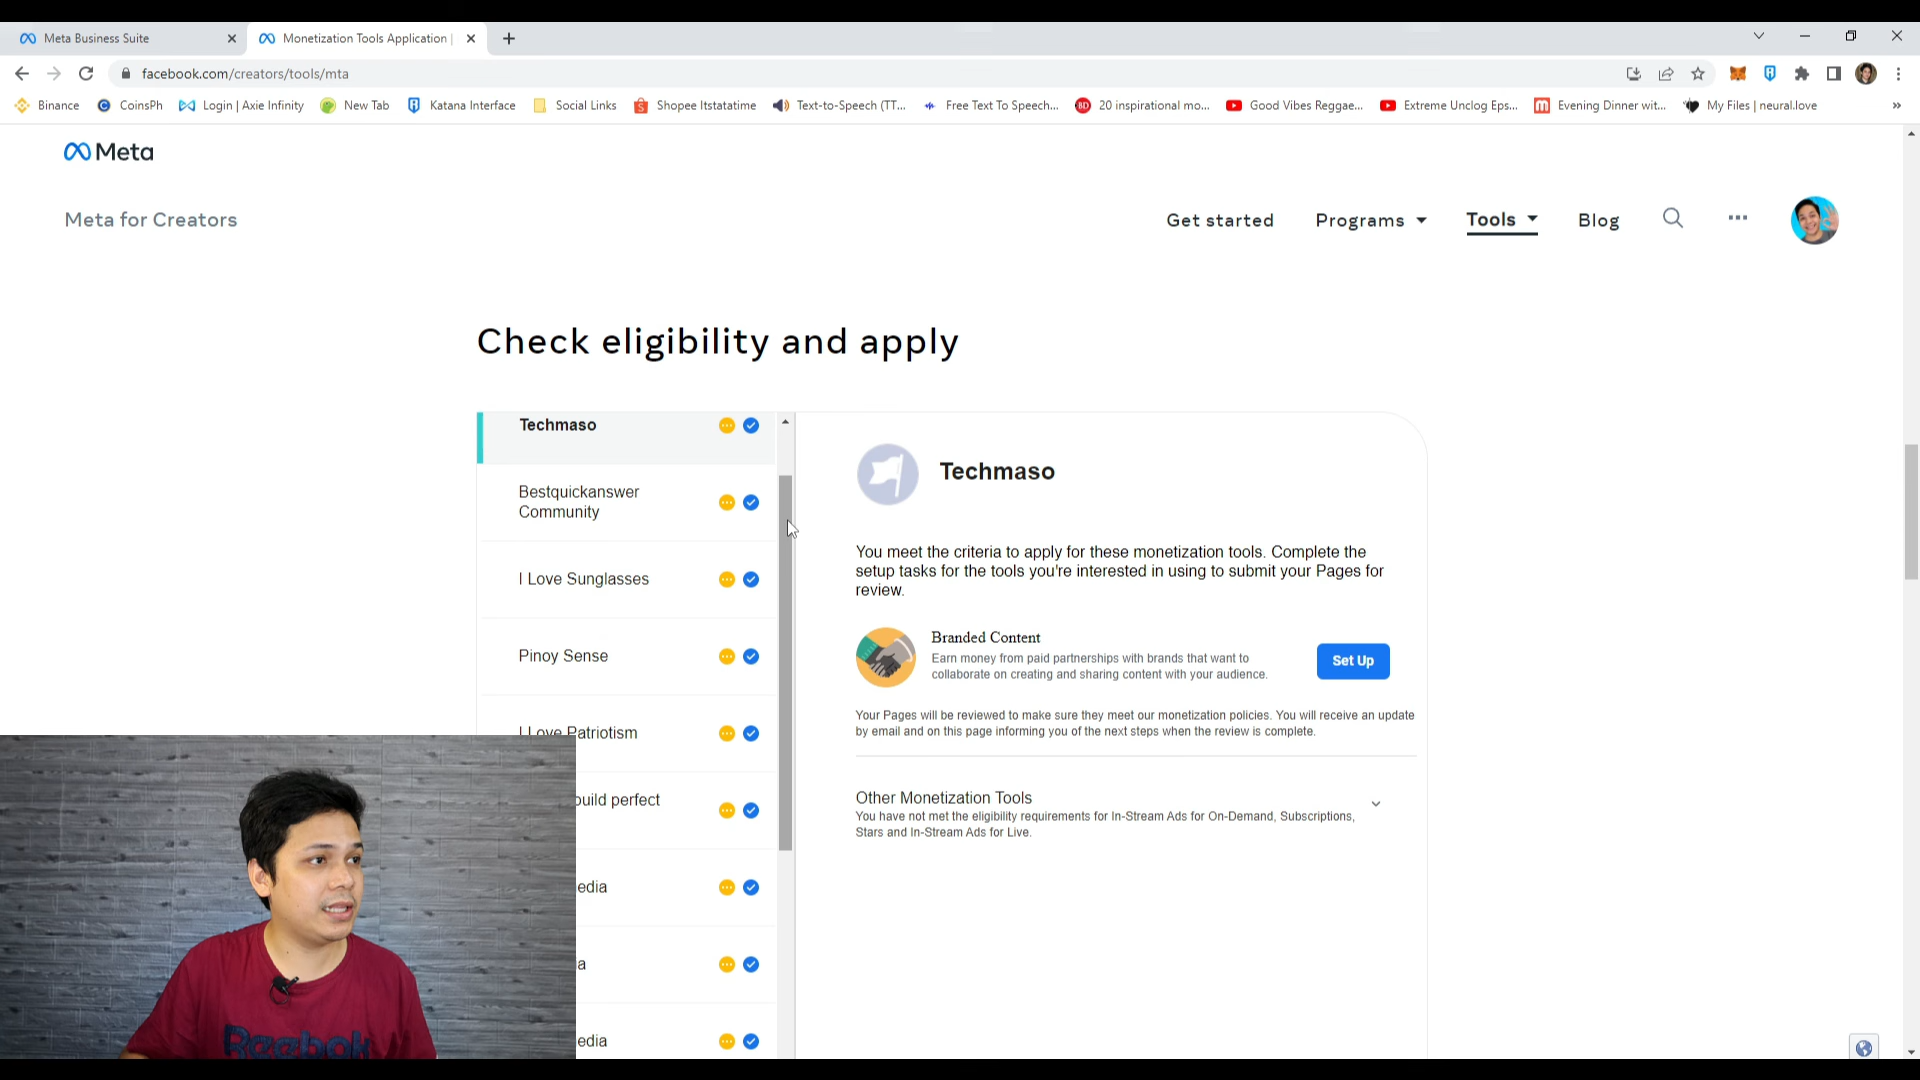 Meta Business Suite
Monetization Tools Application |
facebook.com/creators/tools/mta
Binance
CoinsPh
Login | Axie Infinity
New Tab
Katana Interface
Social Links
Shopee Itstatatime
Text-to-Speech (TT...
Free Text To Speech...
BD
20 inspirational mo...
Good Vibes Reggae...
Extreme Unclog Eps...
Evening Dinner wit...
My Files | neural.love
»
Meta
Meta for Creators
Get started
Programs
Tools
Blog
Check eligibility and apply
Techmaso
Bestquickanswer
Community
I Love Sunglasses
Pinoy Sense
I Love Patriotism
build perfect
edia
a
edia
Techmaso
You meet the criteria to apply for these monetization tools. Complete the
setup tasks for the tools you're interested in using to submit your Pages for
review.
Branded Content
Earn money from paid partnerships with brands that want to
collaborate on creating and sharing content with your audience.
Set Up
Your Pages will be reviewed to make sure they meet our monetization policies. You will receive an update
by email and on this page informing you of the next steps when the review is complete.
Other Monetization Tools
You have not met the eligibility requirements for In-Stream Ads for On-Demand, Subscriptions,
Stars and In-Stream Ads for Live.
Reebok